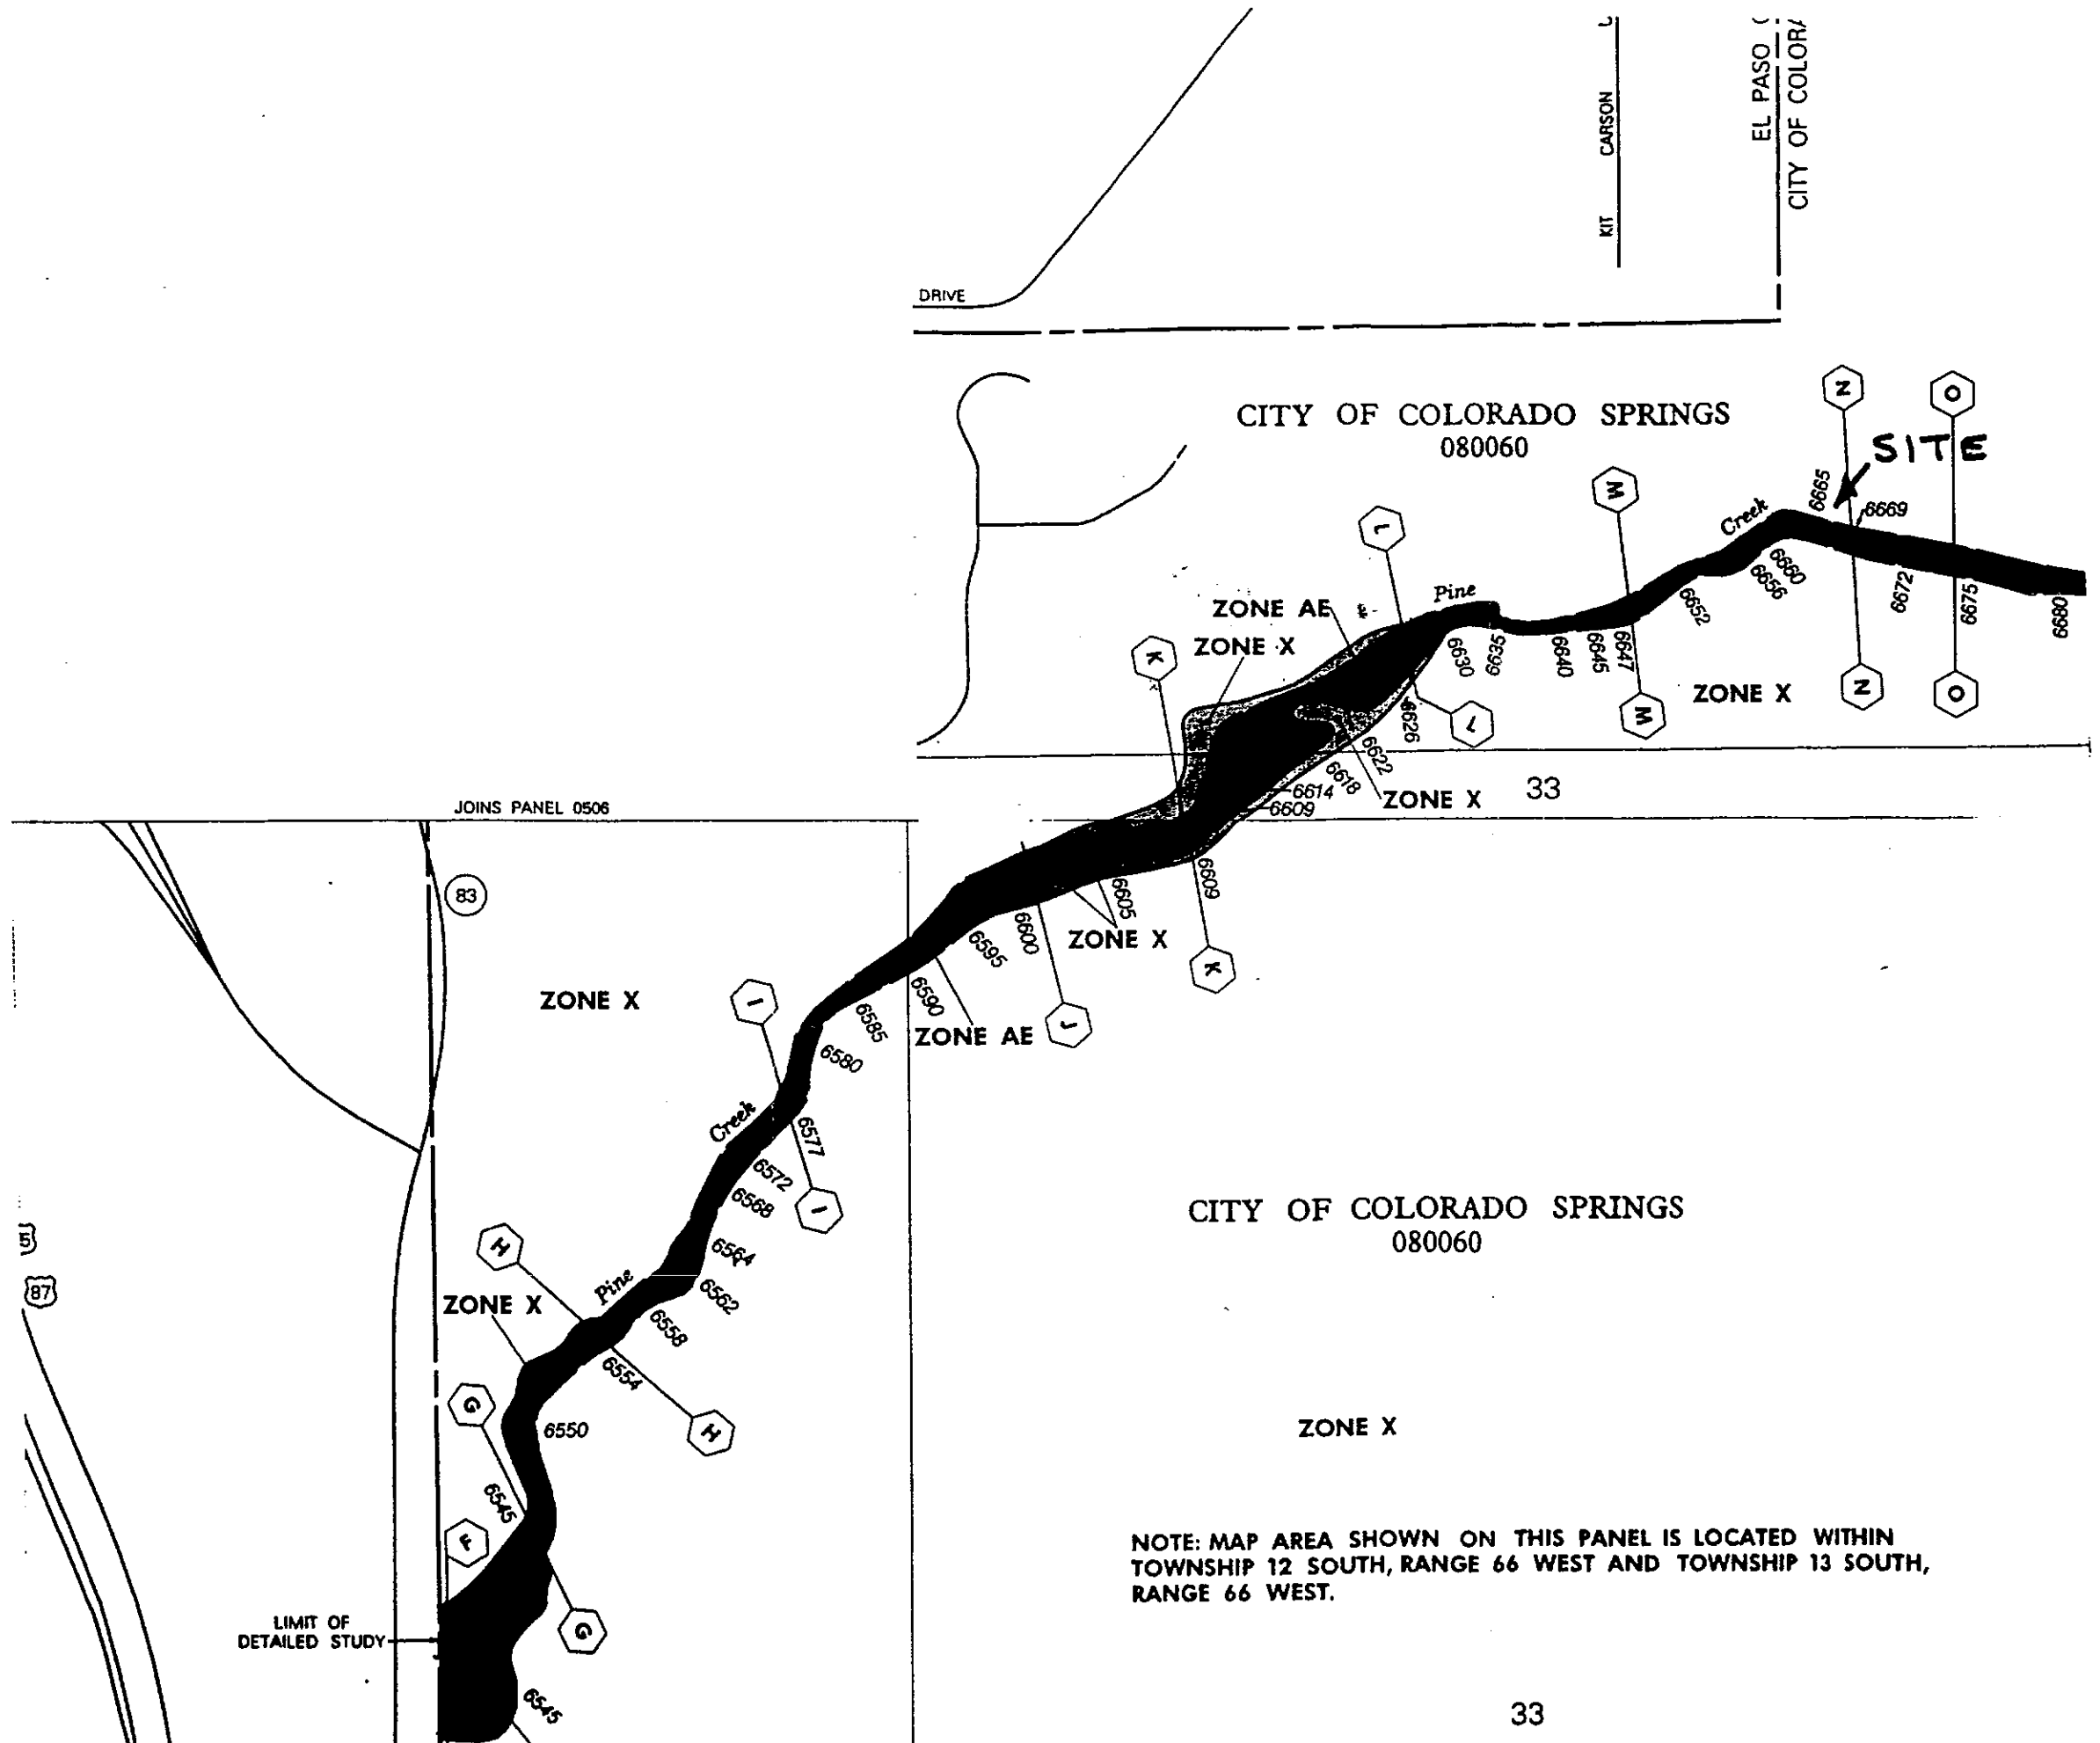 KIT CARSON
EL PASO
CITY OF COLORA
DRIVE
CITY OF COLORADO SPRINGS
080060
N
O
SITE
M
L
6665
6669
Creek
Pine
ZONE AE
ZONE X
K
6660
6656
6652
6672
6675
6680
6630
6635
6640
6645
6647
ZONE X
N
O
M
L
6626
6622
6618
6614
6609
ZONE X
33
JOINS PANEL 0506
83
6609
6605
6600
6595
ZONE X
K
J
6590
ZONE AE
6585
6580
ZONE X
I
Creek
6577
6572
6568
I
6564
6562
6558
6554
H
Pine
ZONE X
H
CITY OF COLORADO SPRINGS
080060
5
87
G
6550
ZONE X
6545
F
G
NOTE: MAP AREA SHOWN ON THIS PANEL IS LOCATED WITHIN
TOWNSHIP 12 SOUTH, RANGE 66 WEST AND TOWNSHIP 13 SOUTH,
RANGE 66 WEST.
LIMIT OF
DETAILED STUDY
6545
33